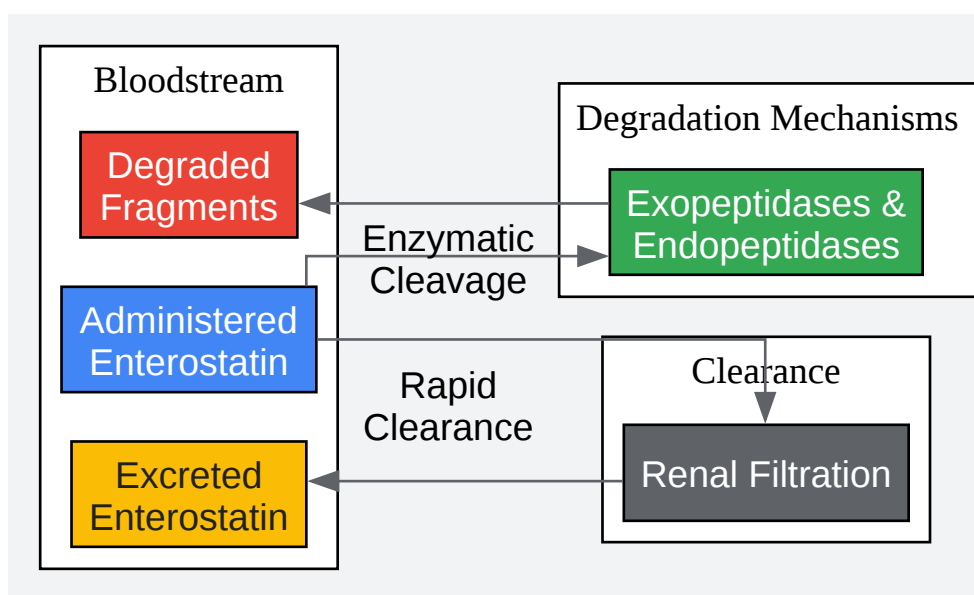 Bloodstream
Degraded
Fragments
Administered
Enterostatin
Excreted
Enterostatin
Enzymatic
Cleavage
Rapid
Clearance
Degradation Mechanisms
Exopeptidases &
Endopeptidases
Clearance
Renal Filtration